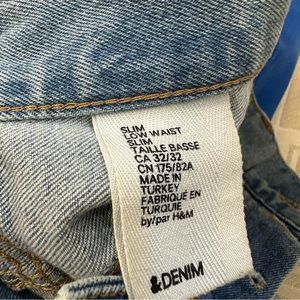 SLIM
LOW WAIST
SLIM
TAILLE BASSE
CA 32/32
CN 175/82A
MADE IN
TURKEY
FABRIQUÉ EN
TURQUIE
by/par H&M
&DENIM